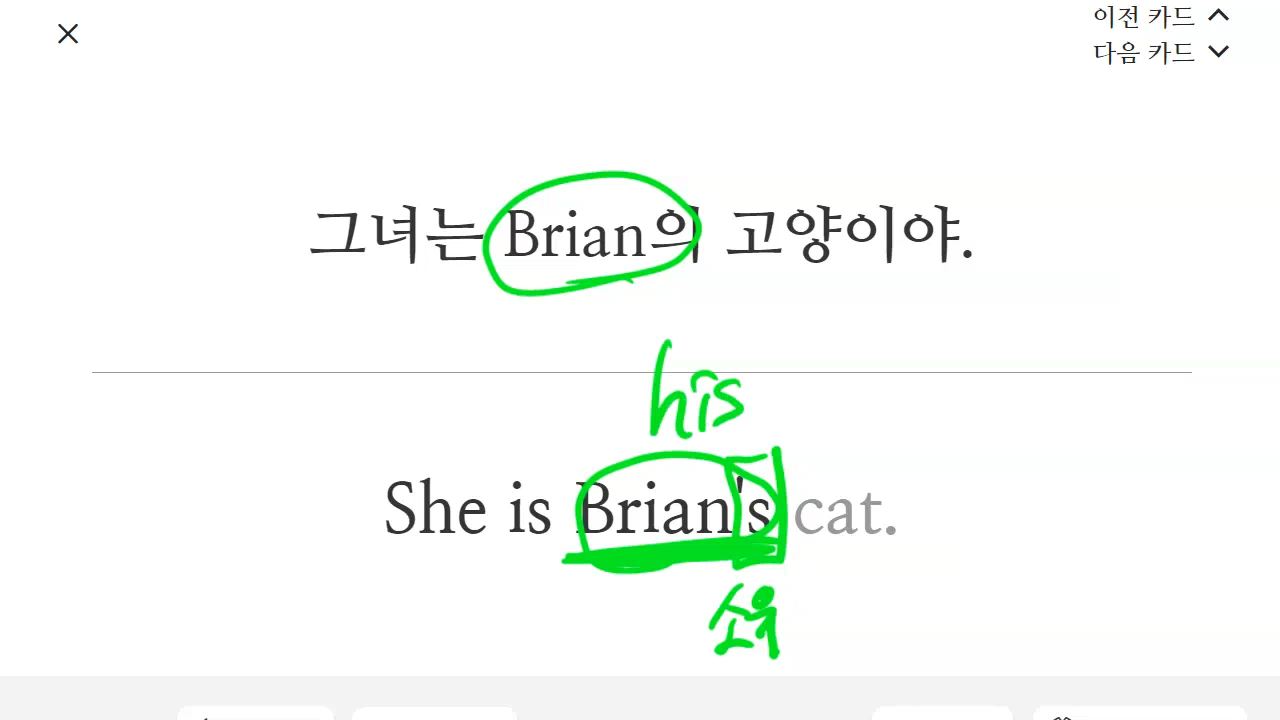 이전 카드
다음 카드
그녀는 Brian의 고양이야.
his
She is Brian's cat.
소유